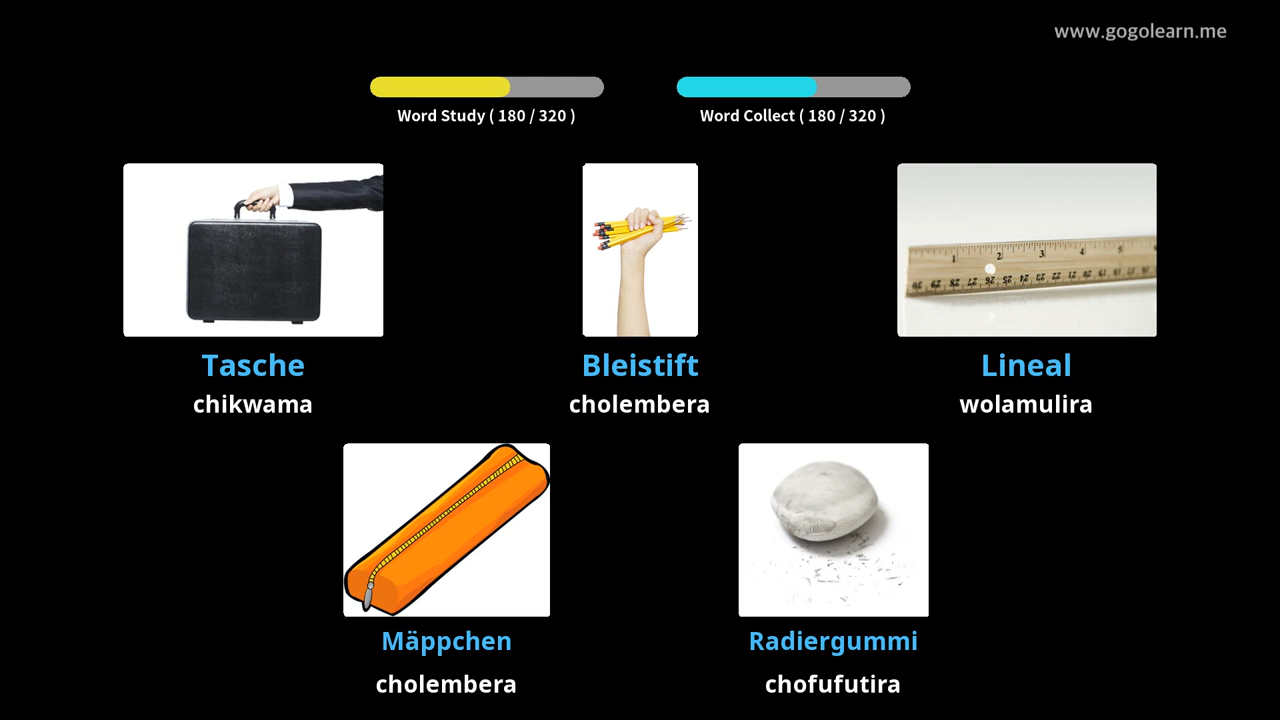 www.gogolearn.me
Word Study ( 180 / 320 )
Word Collect ( 180 / 320 )
Tasche
chikwama
Bleistift
cholembera
Lineal
wolamulira
Mäppchen
cholembera
Radiergummi
chofufutira